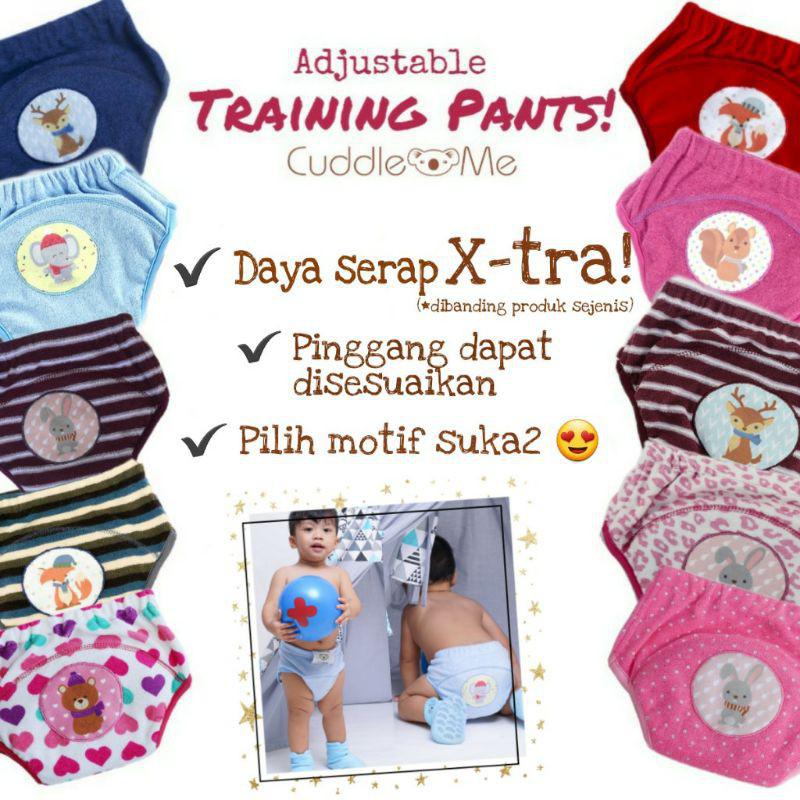 Adjustable
TRAINING PANTS!
Cuddle Me
Daya serap X-tra!
(*dibanding produk sejenis)
Pinggang dapat
disesuaikan
Pilih motif suka2 😍